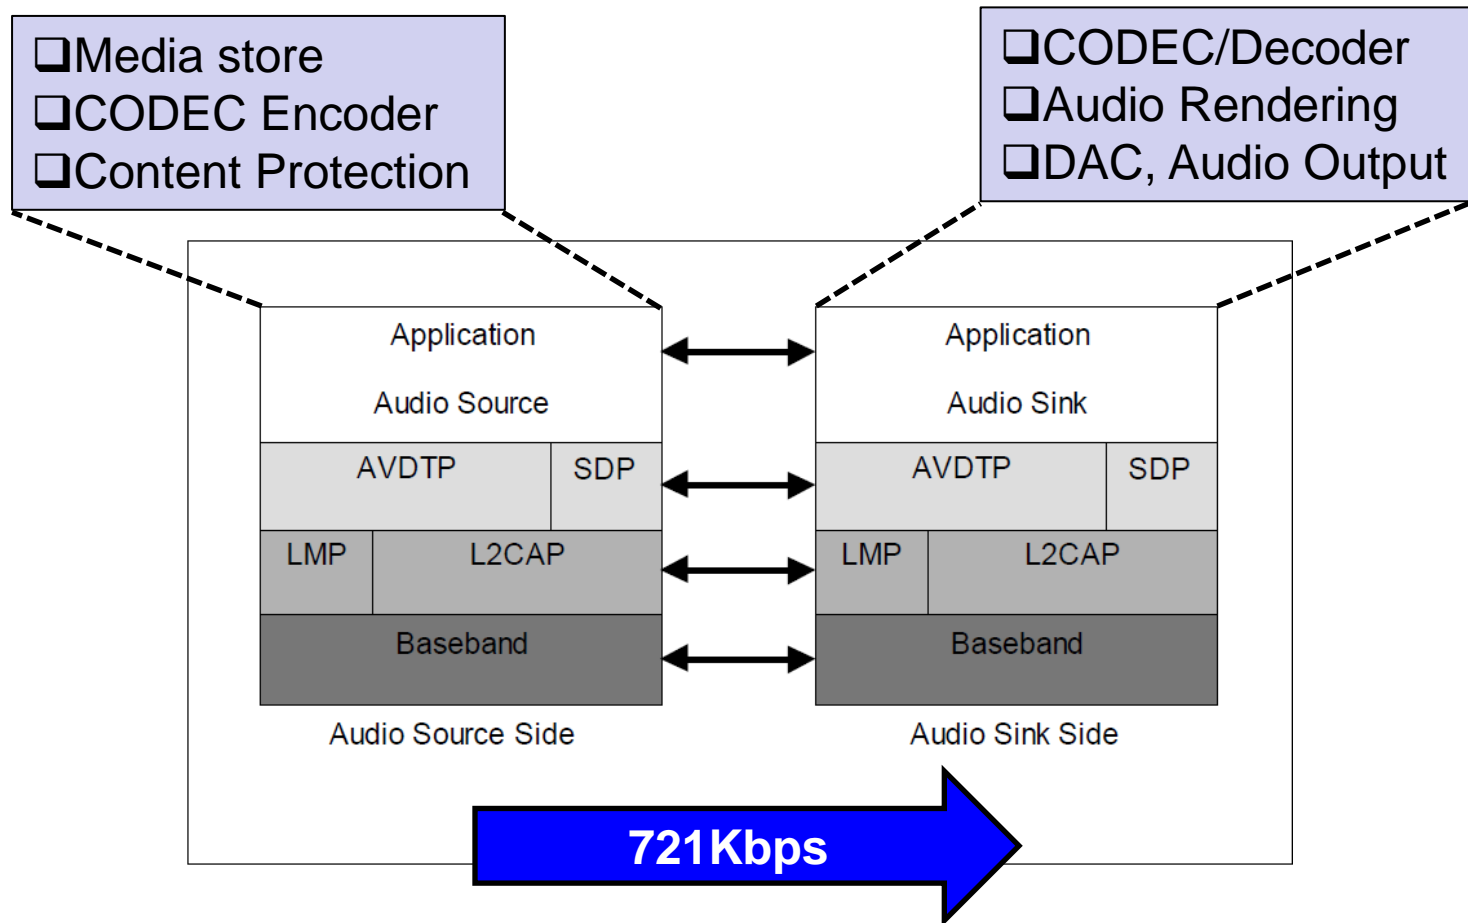 ❑Media store
❑CODEC Encoder
❑Content Protection
❑CODEC/Decoder
❑Audio Rendering
❑DAC, Audio Output
Application
Audio Source
AVDTP
SDP
LMP
L2CAP
Baseband
Audio Source Side
Application
Audio Sink
AVDTP
SDP
LMP
L2CAP
Baseband
Audio Sink Side
721Kbps